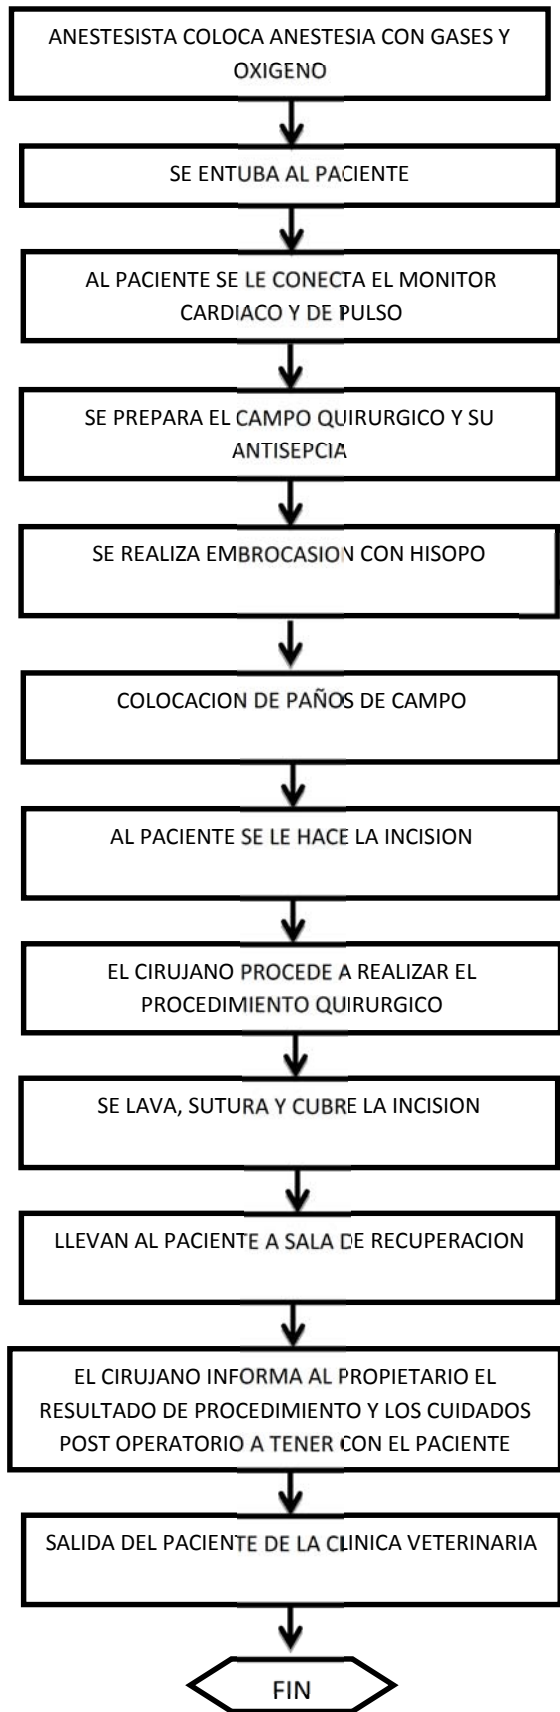 ANESTESISTA COLOCA ANESTESIA CON GASES Y
OXIGENO
SE ENTUBA AL PACIENTE
AL PACIENTE SE LE CONECTA EL MONITOR
CARDIACO Y DE PULSO
SE PREPARA EL CAMPO QUIRURGICO Y SU
ANTISEPCIA
SE REALIZA EMBROCASION CON HISOPO
COLOCACION DE PAÑOS DE CAMPO
AL PACIENTE SE LE HACE LA INCISION
EL CIRUJANO PROCEDE A REALIZAR EL
PROCEDIMIENTO QUIRURGICO
SE LAVA, SUTURA Y CUBRE LA INCISION
LLEVAN AL PACIENTE A SALA DE RECUPERACION
EL CIRUJANO INFORMA AL PROPIETARIO EL
RESULTADO DE PROCEDIMIENTO Y LOS CUIDADOS
POST OPERATORIO A TENER CON EL PACIENTE
SALIDA DEL PACIENTE DE LA CLINICA VETERINARIA
FIN